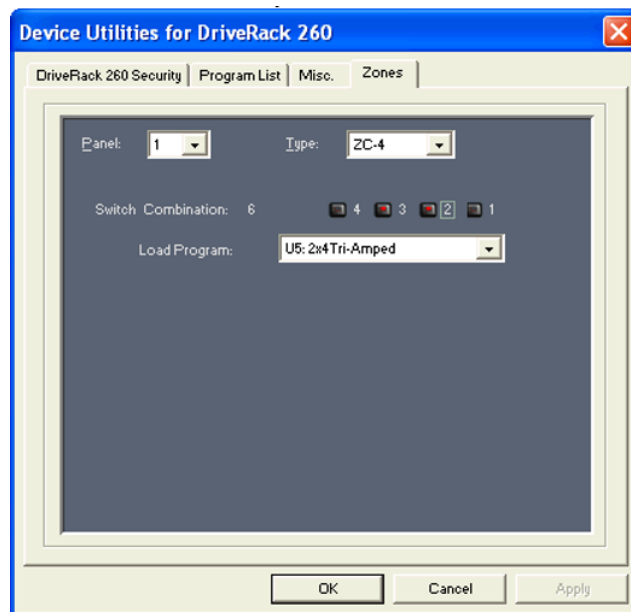 Device Utilities for DriveRack 260
DriveRack 260 Security Program List Misc. Zones
Panel: 1 Type: ZC-4
Switch Combination: 6 4 3 2 1
Load Program: U5: 2x4Tri-Amped
OK Cancel Apply